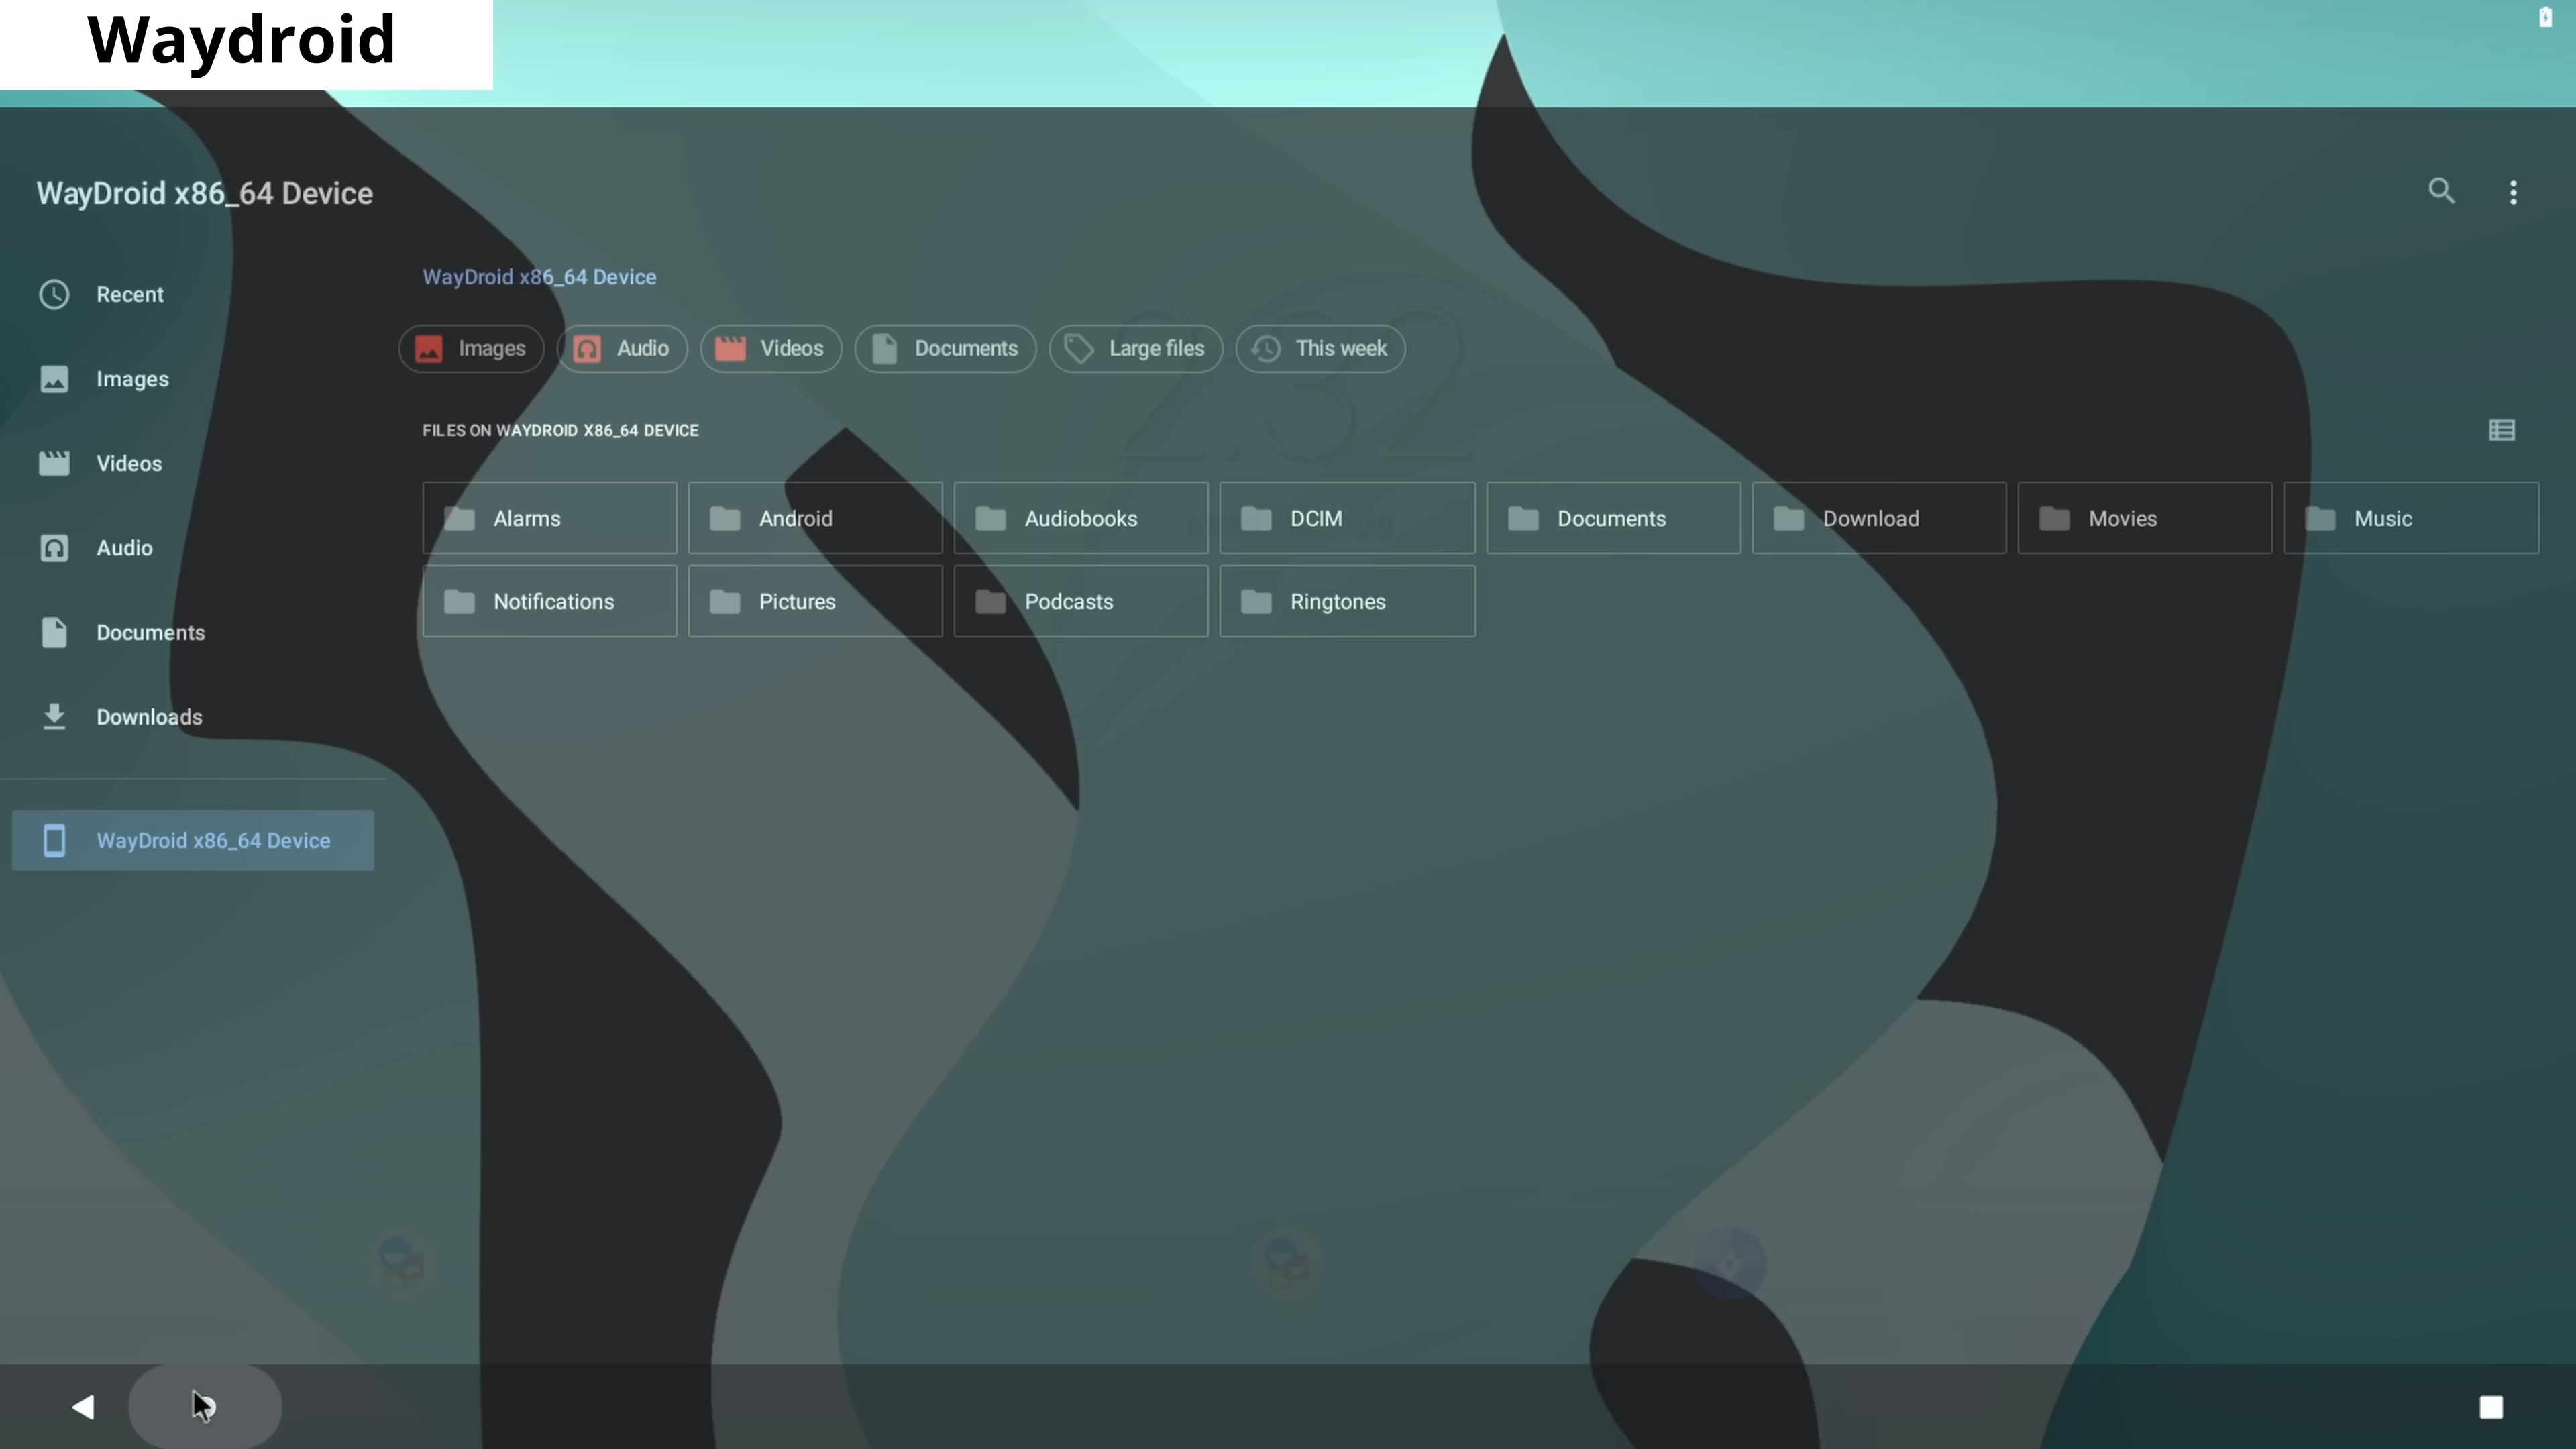 Waydroid
WayDroid x86_64 Device
Recent
Images
Videos
Audio
Documents
Downloads
WayDroid x86_64 Device
WayDroid x86_64 Device
Images Audio Videos Documents Large files This week
FILES ON WAYDROID X86_64 DEVICE
Alarms Android Audiobooks DCIM Documents Download Movies Music
Notifications Pictures Podcasts Ringtones
2:32